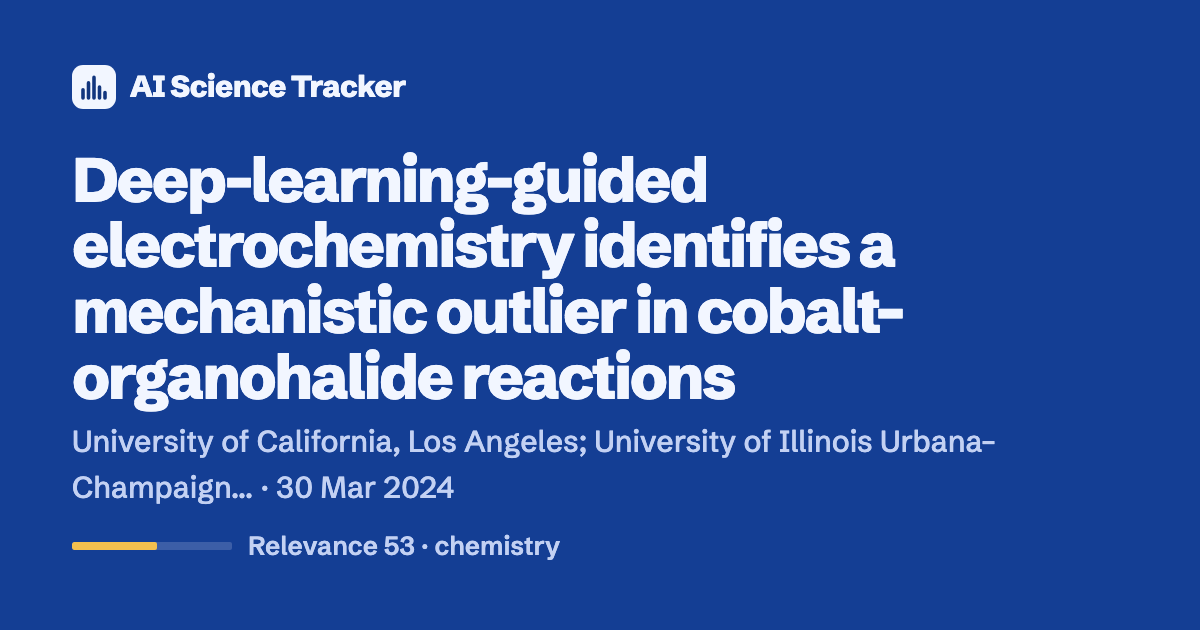 AI Science Tracker
Deep-learning-guided
electrochemistry identifies a
mechanistic outlier in cobalt-
organohalide reactions
University of California, Los Angeles; University of Illinois Urbana-
Champaign... · 30 Mar 2024
Relevance 53 · chemistry